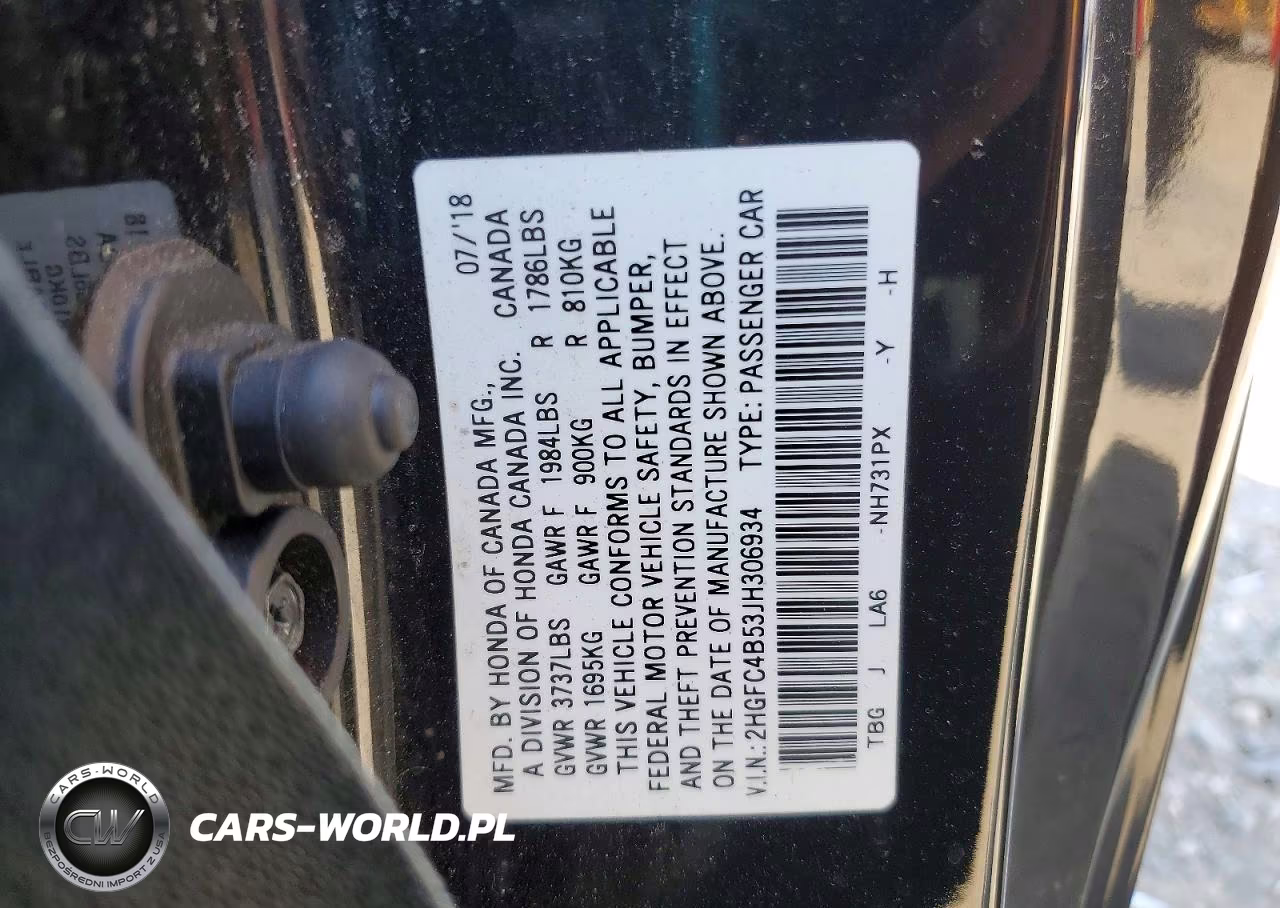 07/'18
MFD. BY HONDA OF CANADA MFG.,
A DIVISION OF HONDA CANADA INC. CANADA
GVWR 3737LBS GAWR F 1984LBS R 1786LBS
GVWR 1695KG GAWR F 900KG R 810KG
THIS VEHICLE CONFORMS TO ALL APPLICABLE
FEDERAL MOTOR VEHICLE SAFETY, BUMPER,
AND THEFT PREVENTION STANDARDS IN EFFECT
ON THE DATE OF MANUFACTURE SHOWN ABOVE.
V.I.N.: 2HGFC4B53JH306934 TYPE: PASSENGER CAR
TBG J. LA6 -NH731PX -Y -H
CARS-WORLD
CW
BEZPOŚREDNI IMPORT Z USA
CARS-WORLD.PL